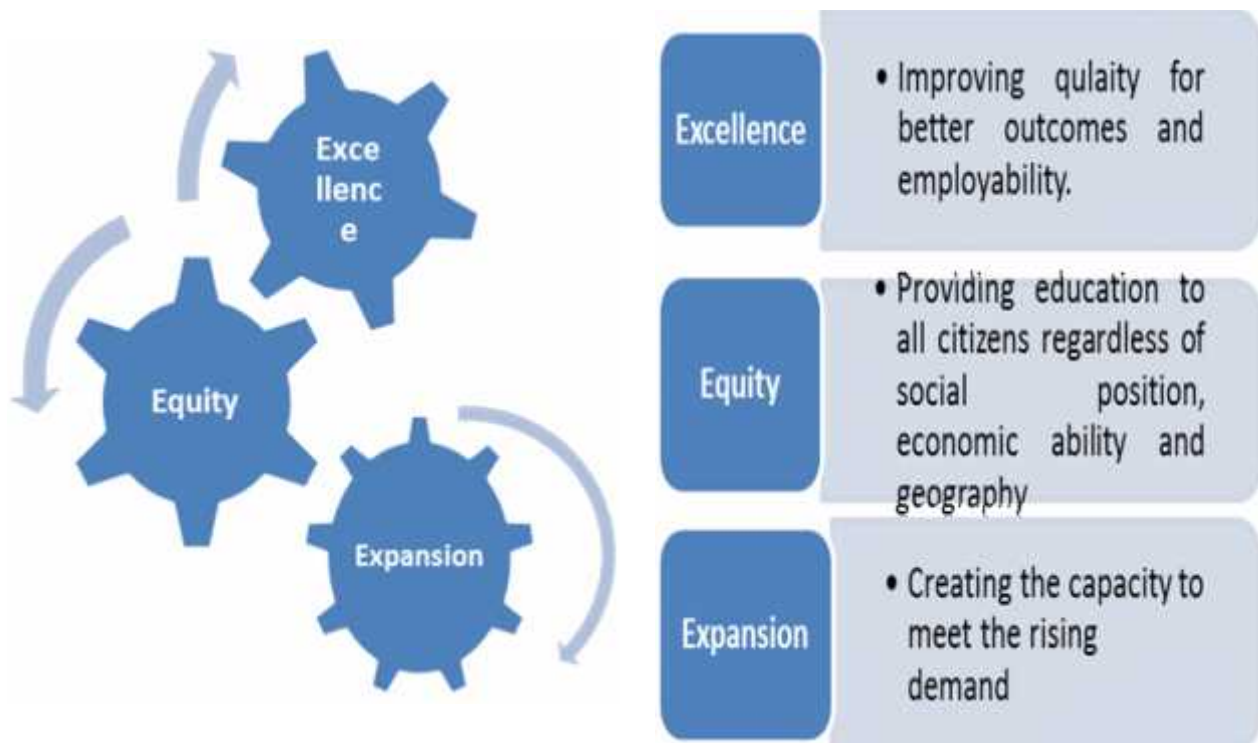 Exce
llenc
e
Equity
Expansion
Excellence
• Improving qulaity for
better outcomes and
employability.
Equity
• Providing education to
all citizens regardless of
social position,
economic ability and
geography
Expansion
• Creating the capacity to
meet the rising
demand